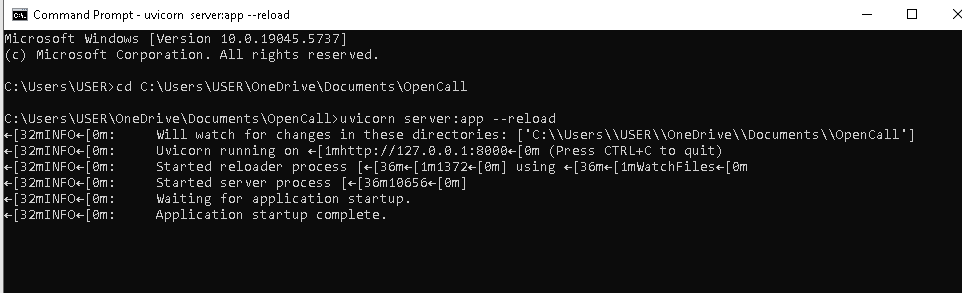 Command Prompt - uvicorn server:app --reload
Microsoft Windows [Version 10.0.19045.5737]
(c) Microsoft Corporation. All rights reserved.
C:\Users\USER>cd C:\Users\USER\OneDrive\Documents\OpenCall
C:\Users\USER\OneDrive\Documents\OpenCall>uvicorn server:app --reload
←[32mINFO←[0m:     Will watch for changes in these directories: ['C:\\Users\\USER\\OneDrive\\Documents\\OpenCall']
←[32mINFO←[0m:     Uvicorn running on ←[1mhttp://127.0.0.1:8000←[0m (Press CTRL+C to quit)
←[32mINFO←[0m:     Started reloader process [←[36m←[1m1372←[0m] using ←[36m←[1mWatchFiles←[0m
←[32mINFO←[0m:     Started server process [←[36m10656←[0m]
←[32mINFO←[0m:     Waiting for application startup.
←[32mINFO←[0m:     Application startup complete.